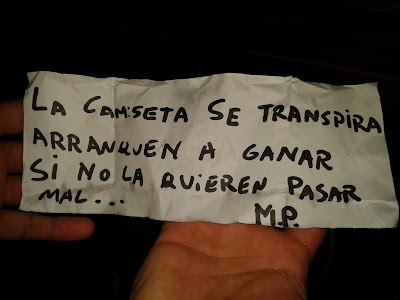 LA CAMiSETA SE TRANSPiRA
ARRANQUEN A GANAR
Si NO LA QUiEREN PASAR
MAL...
M.P.